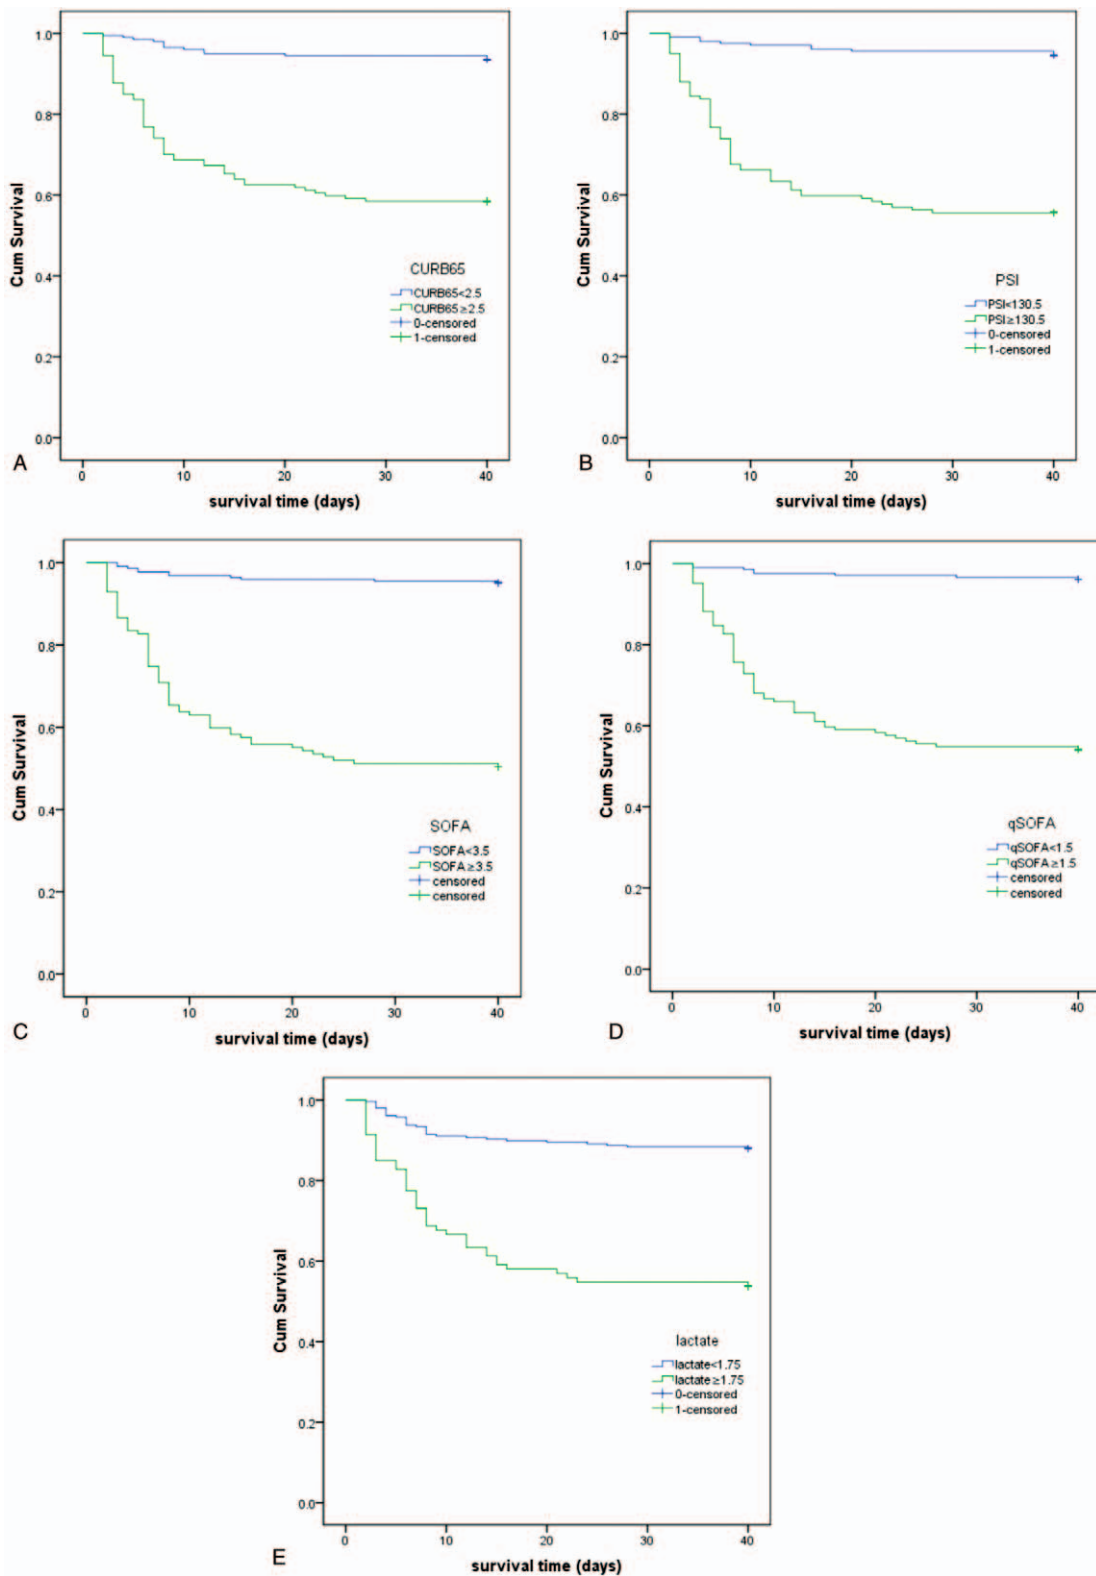 1.0
0.8
0.6
0.4
0.2
0.0
Cum Survival
CURB65
CURB65<2.5
CURB65≥2.5
0-censored
1-censored
0 10 20 30 40
survival time (days)
A
1.0
0.8
0.6
0.4
0.2
0.0
Cum Survival
PSI
PSI<130.5
PSI≥130.5
0-censored
1-censored
0 10 20 30 40
survival time (days)
B
1.0
0.8
0.6
0.4
0.2
0.0
Cum Survival
SOFA
SOFA<3.5
SOFA≥3.5
censored
censored
0 10 20 30 40
survival time (days)
C
1.0
0.8
0.6
0.4
0.2
0.0
Cum Survival
qSOFA
qSOFA<1.5
qSOFA≥1.5
censored
censored
0 10 20 30 40
survival time (days)
D
1.0
0.8
0.6
0.4
0.2
0.0
Cum Survival
lactate
lactate<1.75
lactate≥1.75
0-censored
1-censored
0 10 20 30 40
survival time (days)
E